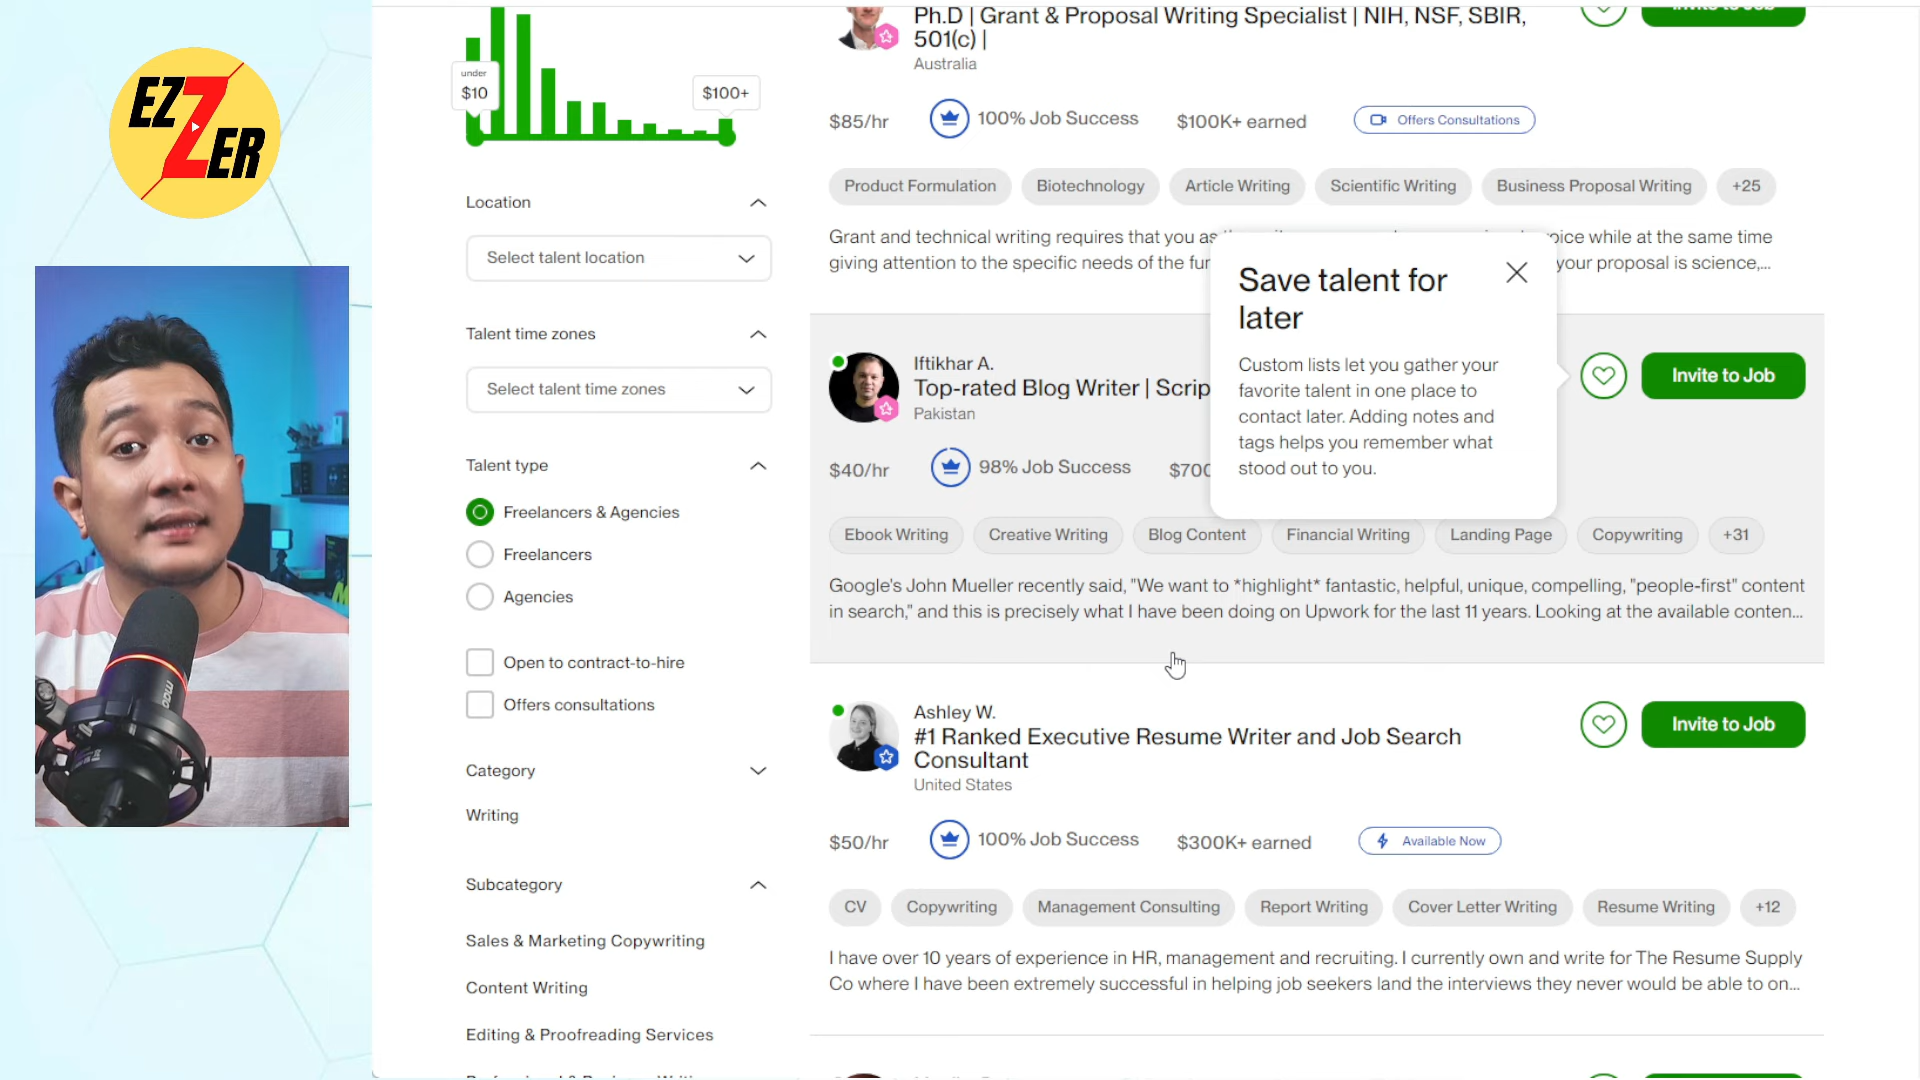 EZZER
under
$10
$100+
Location
Select talent location
Talent time zones
Select talent time zones
Talent type
Freelancers & Agencies
Freelancers
Agencies
Open to contract-to-hire
Offers consultations
Category
Writing
Subcategory
Sales & Marketing Copywriting
Content Writing
Editing & Proofreading Services
Ph.D | Grant & Proposal Writing Specialist | NIH, NSF, SBIR,
501(c) |
Invite to Job
Australia
$85/hr
100% Job Success
$100K+ earned
Offers Consultations
Product Formulation
Biotechnology
Article Writing
Scientific Writing
Business Proposal Writing
+25
Grant and technical writing requires that you as
voice while at the same time
giving attention to the specific needs of the
your proposal is science,...
Save talent for
later
Custom lists let you gather your
favorite talent in one place to
contact later. Adding notes and
tags helps you remember what
stood out to you.
Iftikhar A.
Top-rated Blog Writer | Scrip
Pakistan
Invite to Job
$40/hr
98% Job Success
$700
Ebook Writing
Creative Writing
Blog Content
Financial Writing
Landing Page
Copywriting
+31
Google's John Mueller recently said, "We want to *highlight* fantastic, helpful, unique, compelling, "people-first" content
in search," and this is precisely what I have been doing on Upwork for the last 11 years. Looking at the available conten...
Ashley W.
#1 Ranked Executive Resume Writer and Job Search
Consultant
United States
Invite to Job
$50/hr
100% Job Success
$300K+ earned
Available Now
CV
Copywriting
Management Consulting
Report Writing
Cover Letter Writing
Resume Writing
+12
I have over 10 years of experience in HR, management and recruiting. I currently own and write for The Resume Supply
Co where I have been extremely successful in helping job seekers land the interviews they never would be able to on...